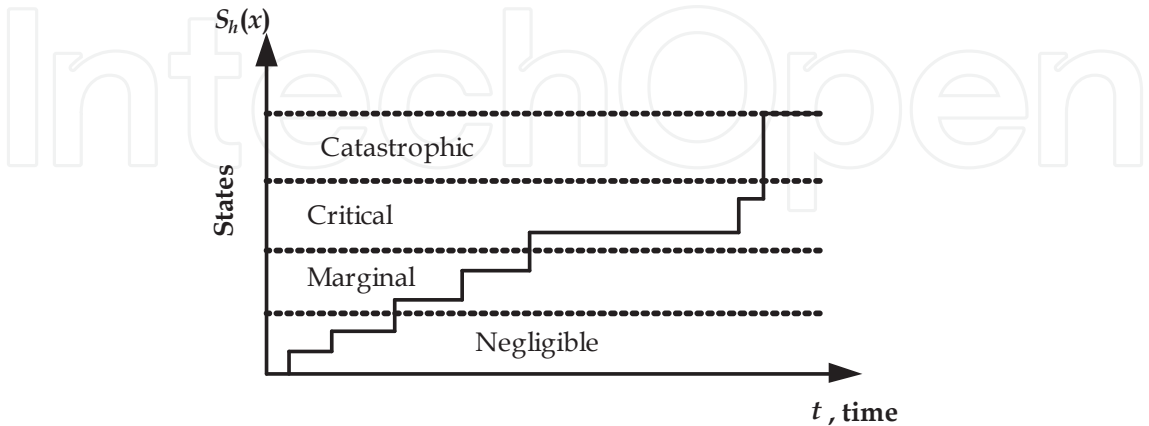 IntechOpen
S_h(x)
States
Catastrophic
Critical
Marginal
Negligible
t , time